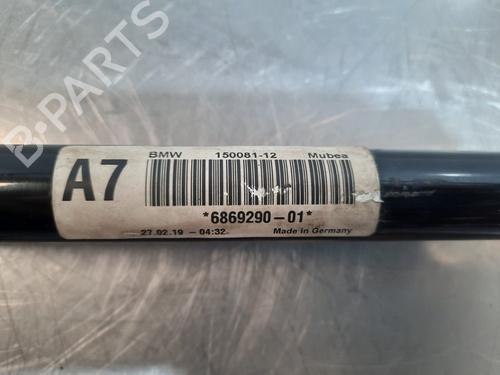 B-PARTS
A7
BMW 150081-12 Mubea
*6869290-01*
27.02.19 - 04:32 Made in Germany